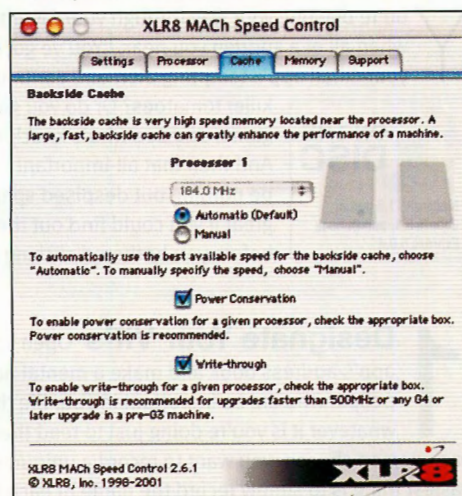 XLR8 MACh Speed Control
Settings Processor Cache Memory Support
Backside Cache
The backside cache is very high speed memory located near the processor. A
large, fast, backside cache can greatly enhance the performance of a machine.
Processor 1
184.0 MHz
Automatic (Default)
Manual
To automatically use the best available speed for the backside cache, choose
"Automatic". To manually specify the speed, choose "Manual".
Power Conservation
To enable power conservation for a given processor, check the appropriate box.
Power conservation is recommended.
Write-through
To enable write-through for a given processor, check the appropriate box.
Write-through is recommended for upgrades faster than 500MHz or any G4 or
later upgrade in a pre-G3 machine.
XLR8 MACh Speed Control 2.6.1
© XLR8, Inc. 1998-2001
XLR8